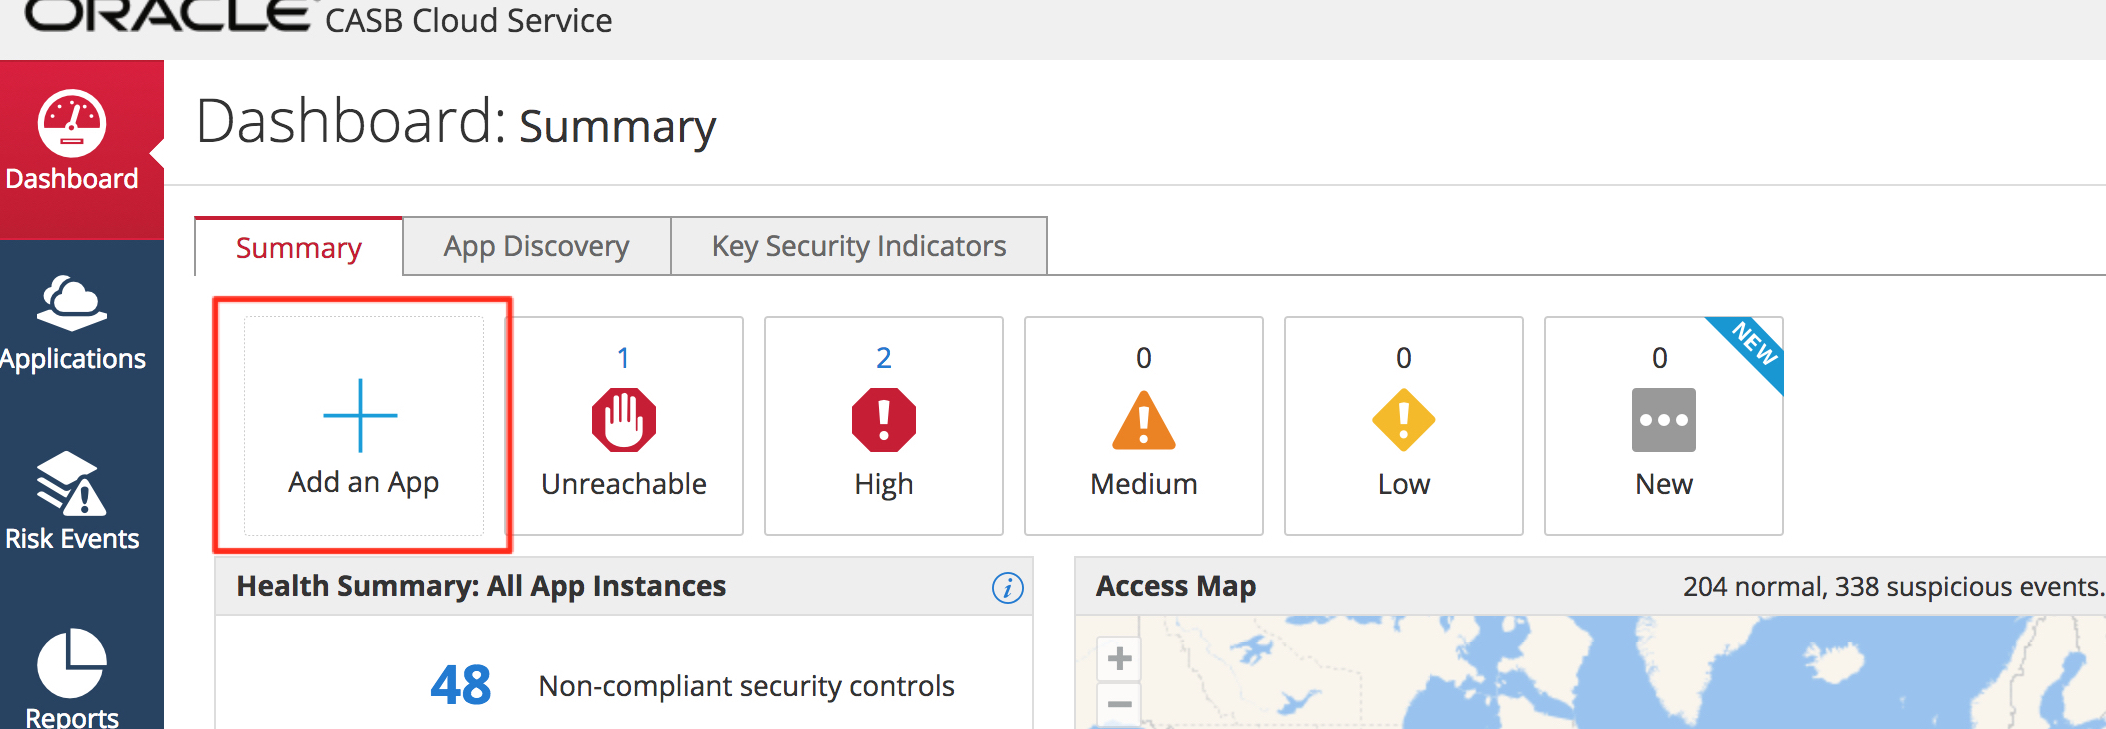 ORACLE CASB Cloud Service
Dashboard
Applications
Risk Events
Reports
Dashboard: Summary
Summary
App Discovery
Key Security Indicators
Add an App
1
Unreachable
2
High
0
Medium
0
Low
0
NEW
New
Health Summary: All App Instances
i
48 Non-compliant security controls
Access Map
204 normal, 338 suspicious events.
+
−